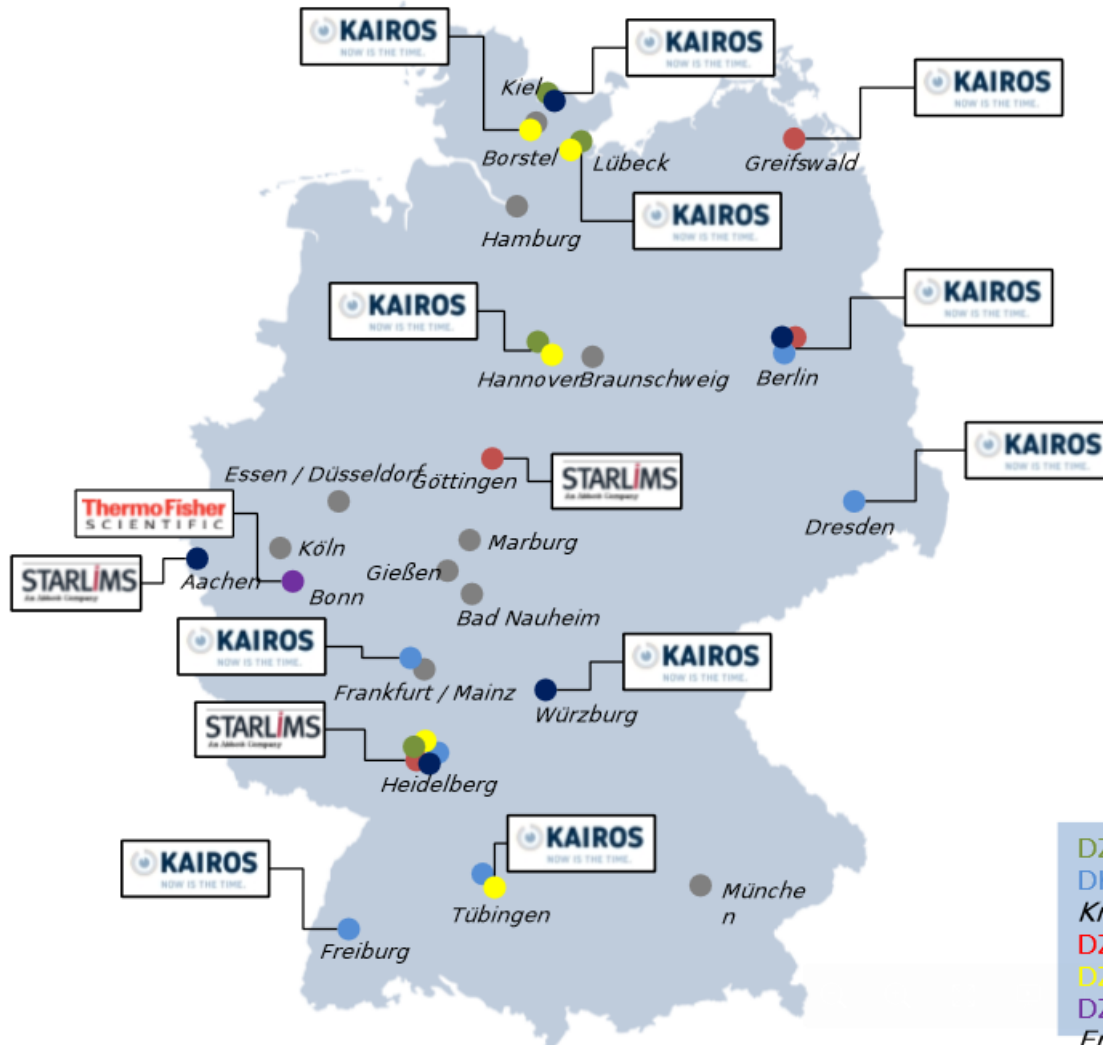 KAIROS
NOW IS THE TIME.
KAIROS
NOW IS THE TIME.
Kiel
KAIROS
NOW IS THE TIME.
Borstel
Lübeck
Greifswald
KAIROS
NOW IS THE TIME.
Hamburg
KAIROS
NOW IS THE TIME.
KAIROS
NOW IS THE TIME.
Hannover
Braunschweig
Berlin
KAIROS
NOW IS THE TIME.
Essen / Düsseldorf
Göttingen
STARLiMS
An Abbott Company
ThermoFisher
SCIENTIFIC
Dresden
Köln
Marburg
STARLiMS
An Abbott Company
Aachen
Gießen
Bonn
Bad Nauheim
KAIROS
NOW IS THE TIME.
KAIROS
NOW IS THE TIME.
Frankfurt / Mainz
Würzburg
STARLiMS
An Abbott Company
Heidelberg
KAIROS
NOW IS THE TIME.
KAIROS
NOW IS THE TIME.
Münche
n
Tübingen
Freiburg
DZ